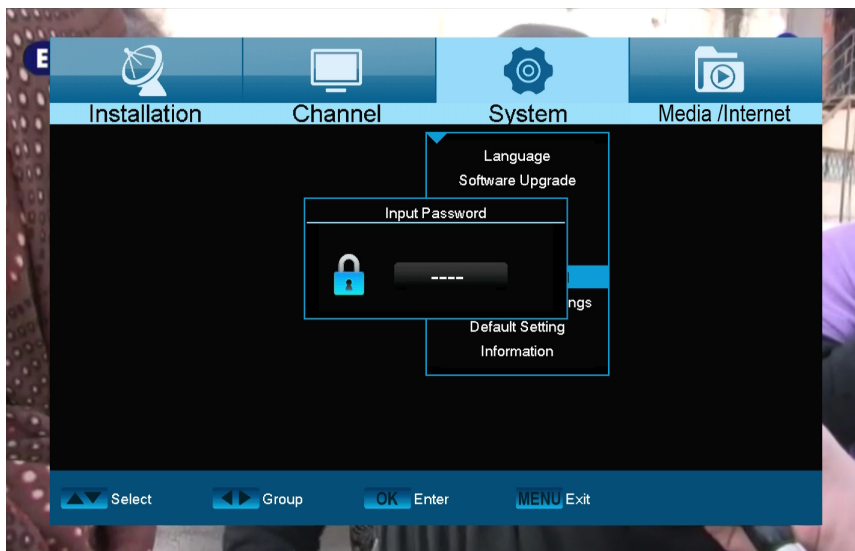 E
Installation
Channel
System
Media /Internet
Language
Software Upgrade
Input Password
----
ngs
Default Setting
Information
Select
Group
OK Enter
MENU Exit